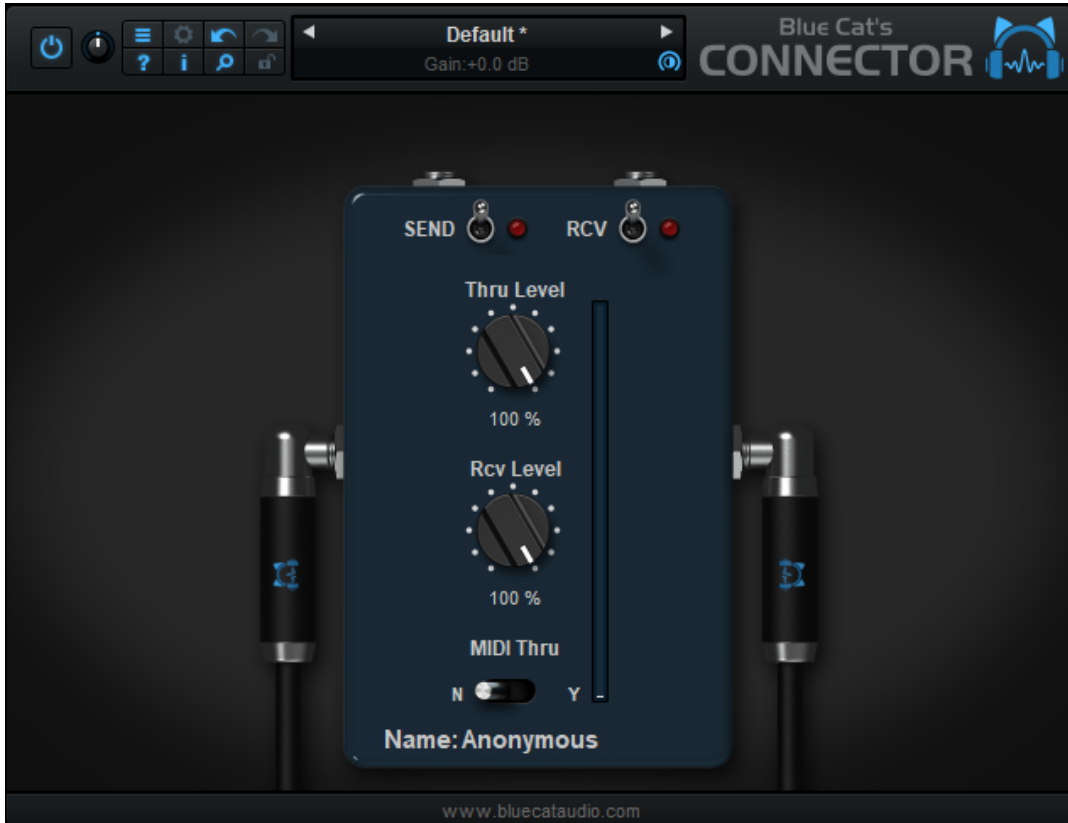 Default *
Gain:+0.0 dB
Blue Cat's
CONNECTOR
? i
SEND RCV
Thru Level
100 %
Rcv Level
100 %
MIDI Thru
N Y
Name: Anonymous
www.bluecataudio.com